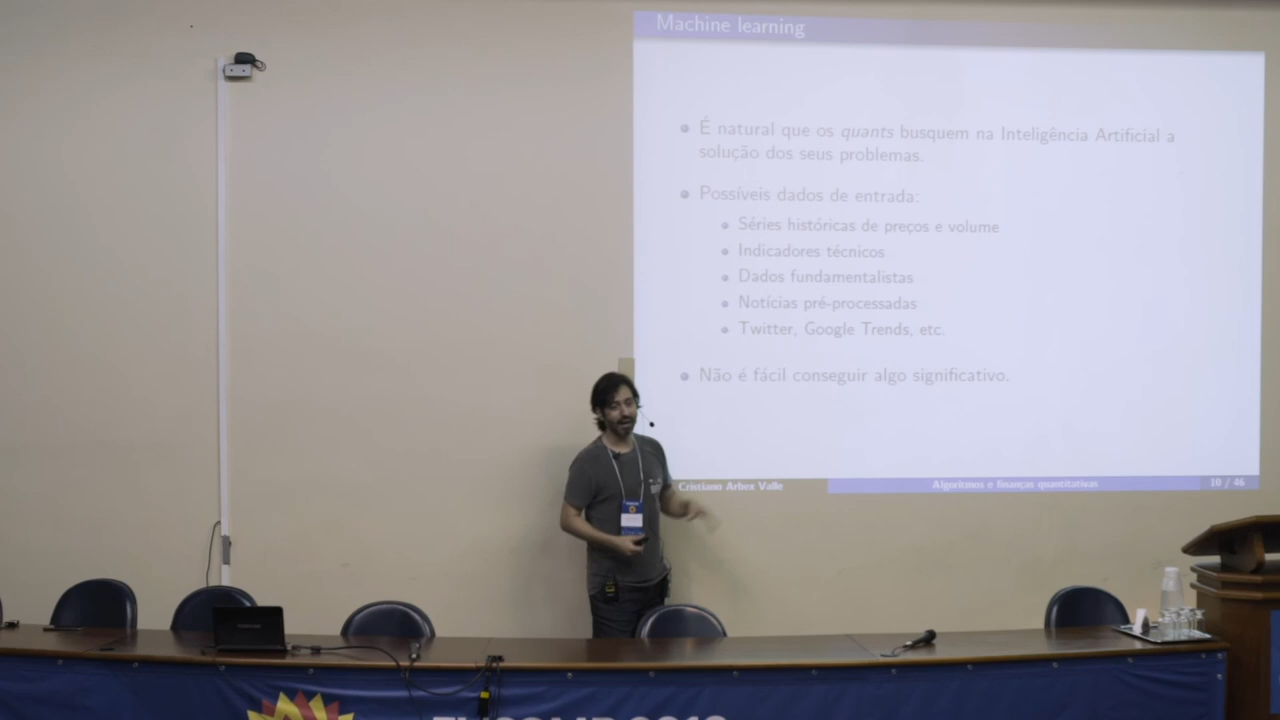 Machine learning
É natural que os quants busquem na Inteligência Artificial a
solução dos seus problemas.
Possíveis dados de entrada:
Séries históricas de preços e volume
Indicadores técnicos
Dados fundamentalistas
Notícias pré-processadas
Twitter, Google Trends, etc.
Não é fácil conseguir algo significativo.
Cristiano Arbex Valle
Algoritmos e finanças quantitativas
10 / 46